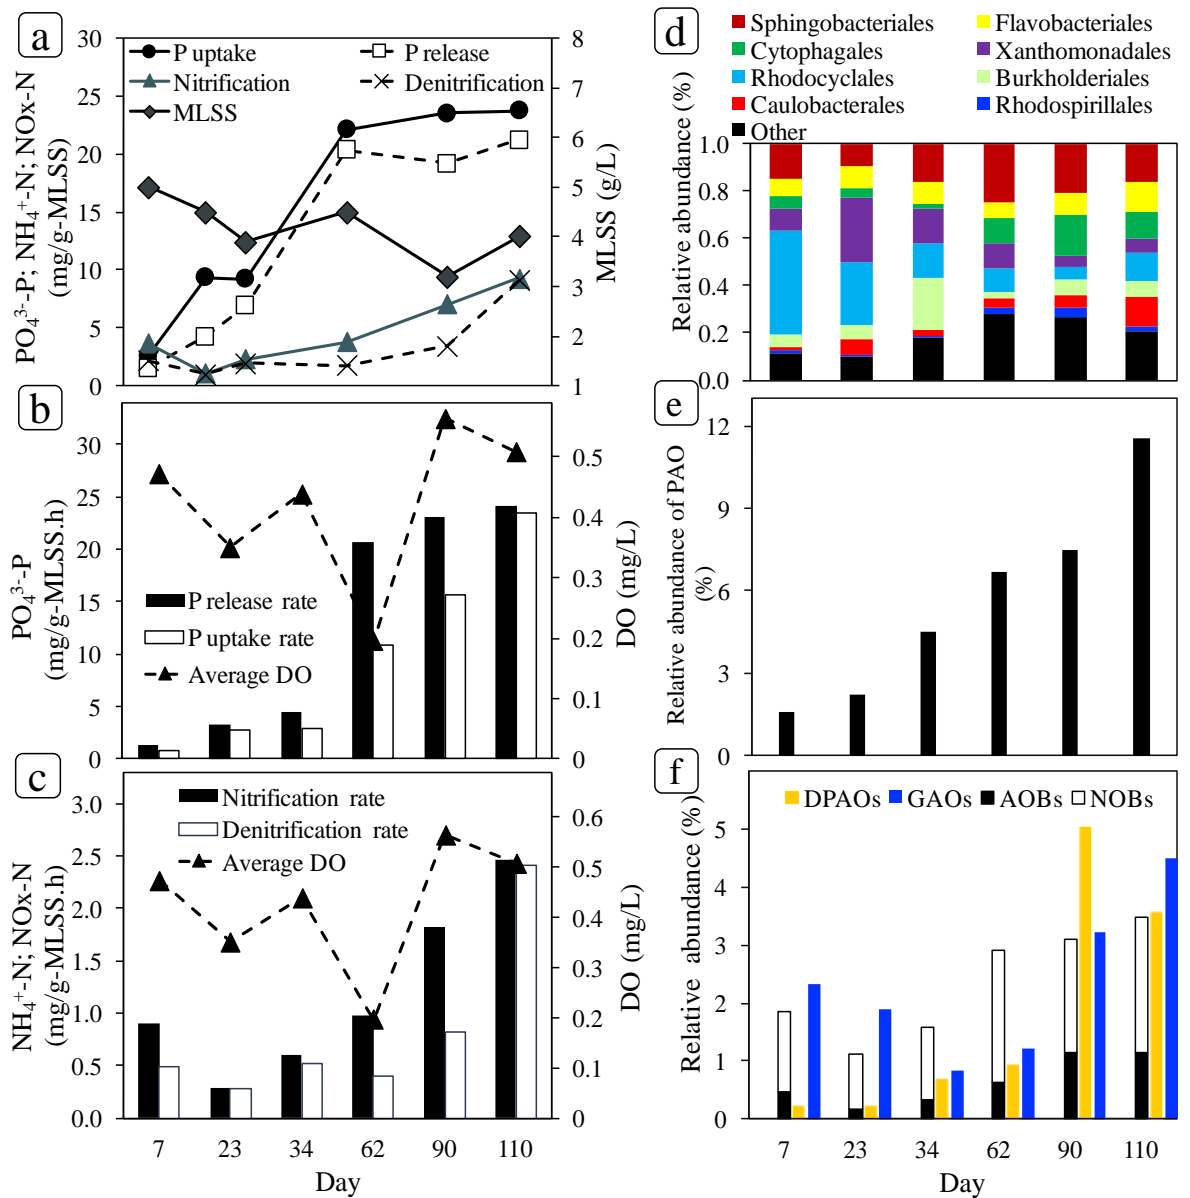 a
30
25
20
15
10
5
0
8
7
6
5
4
3
2
1
P uptake
P release
Nitrification
Denitrification
MLSS
PO₄³⁻-P; NH₄⁺-N; NOx-N
(mg/g-MLSS)
MLSS (g/L)
b
30
25
20
15
10
5
0
0.5
0.4
0.3
0.2
0.1
0
P release rate
P uptake rate
Average DO
PO₄³⁻-P
(mg/g-MLSS.h)
DO (mg/L)
c
3.0
2.5
2.0
1.5
1.0
0.5
0.0
0.6
0.5
0.4
0.3
0.2
0.1
0
Nitrification rate
Denitrification rate
Average DO
NH₄⁺-N; NOx-N
(mg/g-MLSS.h)
DO (mg/L)
7 23 34 62 90 110
Day
d
Sphingobacteriales
Flavobacteriales
Cytophagales
Xanthomonadales
Rhodocyclales
Burkholderiales
Caulobacterales
Rhodospirillales
Other
1.0
0.8
0.6
0.4
0.2
0.0
Relative abundance (%)
e
12
9
6
3
0
Relative abundance of PAO
(%)
f
DPAOs
GAOs
AOBs
NOBs
5
4
3
2
1
0
Relative abundance (%)
7 23 34 62 90 110
Day